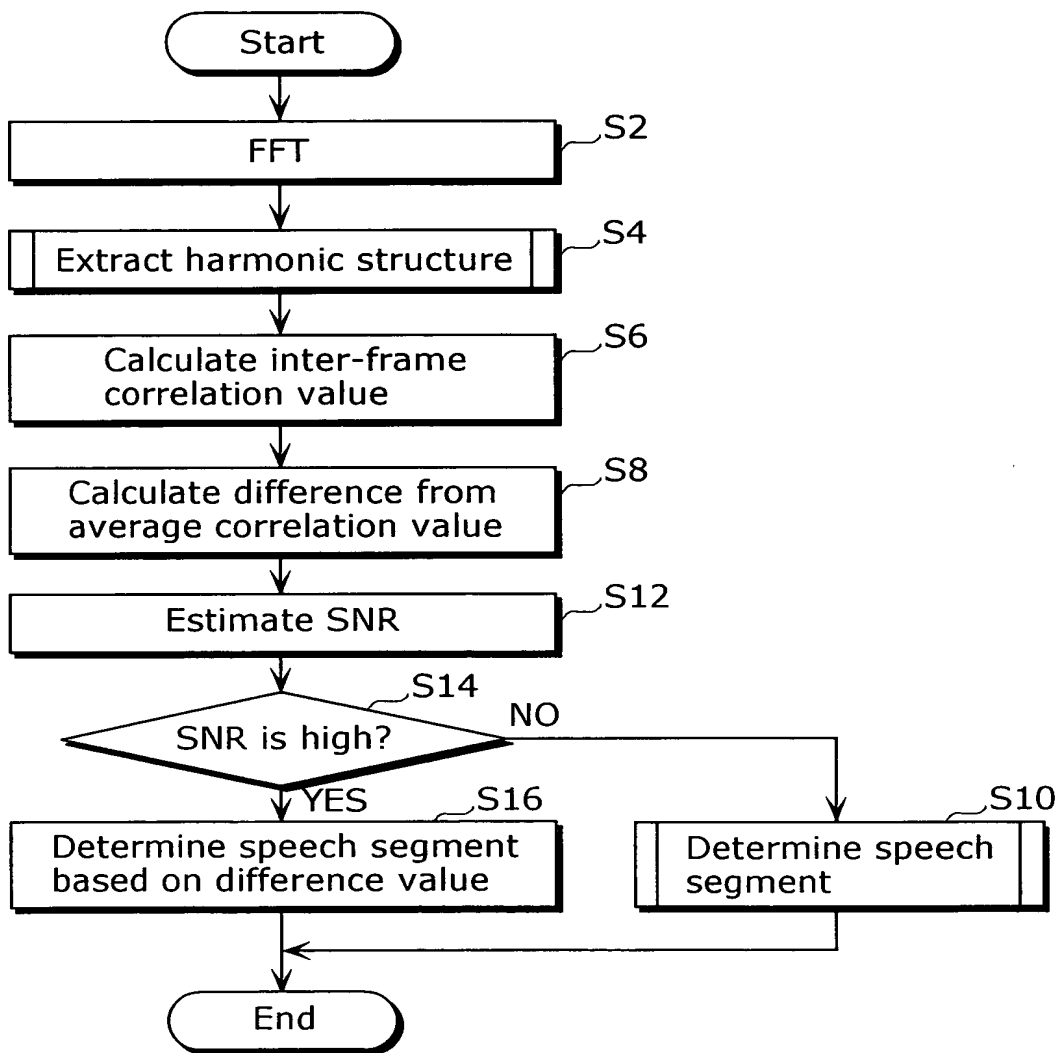 Start
S2
FFT
S4
Extract harmonic structure
S6
Calculate inter-frame
correlation value
S8
Calculate difference from
average correlation value
S12
Estimate SNR
S14
SNR is high?
NO
YES
S16
Determine speech segment
based on difference value
S10
Determine speech
segment
End